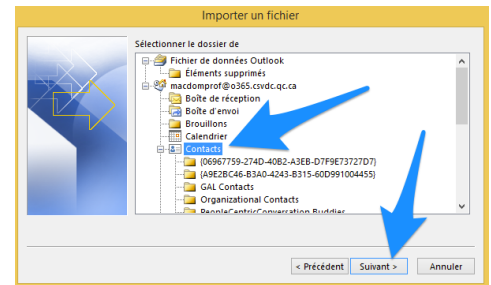 Importer un fichier
Sélectionner le dossier de
Fichier de données Outlook
Éléments supprimés
macdomprof@o365.csvdc.qc.ca
Boîte de réception
Boîte d'envoi
Brouillons
Calendrier
Contacts
{06967759-274D-40B2-A3EB-D7F9E73727D7}
{A9E2BC46-B3A0-4243-B315-60D991004455}
GAL Contacts
Organizational Contacts
PeopleCentricConversation Buddies
< Précédent Suivant > Annuler